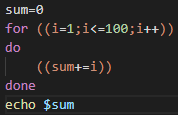 sum=0
for ((i=1;i<=100;i++))
do
    ((sum+=i))
done
echo $sum